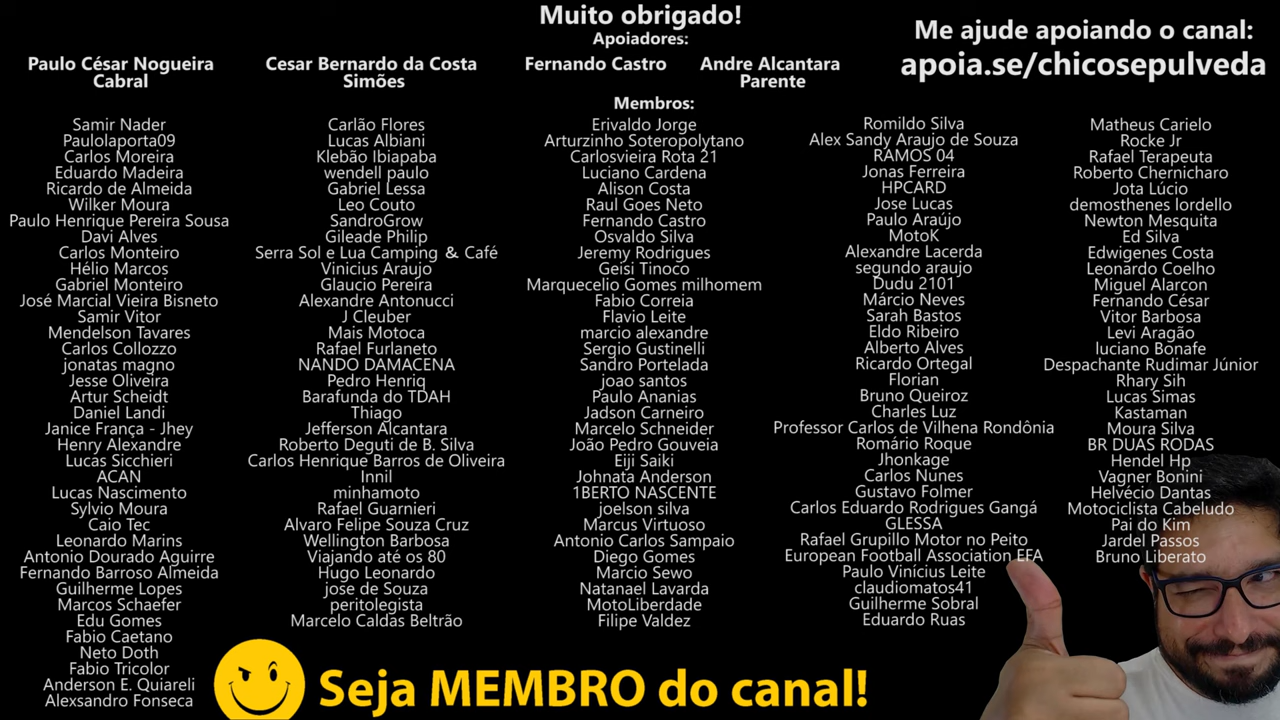 Muito obrigado!
Apoiadores:
Me ajude apoiando o canal:
apoia.se/chicosepulveda
Paulo César Nogueira
Cabral
Cesar Bernardo da Costa
Simões
Fernando Castro
Andre Alcantara
Parente
Membros:
Samir Nader
Paulolaporta09
Carlos Moreira
Eduardo Madeira
Ricardo de Almeida
Wilker Moura
Paulo Henrique Pereira Sousa
Davi Alves
Carlos Monteiro
Hélio Marcos
Gabriel Monteiro
José Marcial Vieira Bisneto
Samir Vitor
Mendelson Tavares
Carlos Collozzo
jonatas magno
Jesse Oliveira
Artur Scheidt
Daniel Landi
Janice França - Jhey
Henry Alexandre
Lucas Sicchieri
ACAN
Lucas Nascimento
Sylvio Moura
Caio Tec
Leonardo Marins
Antonio Dourado Aguirre
Fernando Barroso Almeida
Guilherme Lopes
Marcos Schaefer
Edu Gomes
Fabio Caetano
Neto Doth
Fabio Tricolor
Anderson E. Quiareli
Alexsandro Fonseca
Carlão Flores
Lucas Albiani
Klebão Ibiapaba
wendell paulo
Gabriel Lessa
Leo Couto
SandroGrow
Gileade Philip
Serra Sol e Lua Camping & Café
Vinicius Araujo
Glaucio Pereira
Alexandre Antonucci
J Cleuber
Mais Motoca
Rafael Furlaneto
NANDO DAMACENA
Pedro Henriq
Barafunda do TDAH
Thiago
Jefferson Alcantara
Roberto Deguti de B. Silva
Carlos Henrique Barros de Oliveira
Innil
minhamoto
Rafael Guarnieri
Alvaro Felipe Souza Cruz
Wellington Barbosa
Viajando até os 80
Hugo Leonardo
jose de Souza
peritolegista
Marcelo Caldas Beltrão
Erivaldo Jorge
Arturzinho Soteropolytano
Carlosvieira Rota 21
Luciano Cardena
Alison Costa
Raul Goes Neto
Fernando Castro
Osvaldo Silva
Jeremy Rodrigues
Geisi Tinoco
Marquecelio Gomes milhomem
Fabio Correia
Flavio Leite
marcio alexandre
Sergio Gustinelli
Sandro Portelada
joao santos
Paulo Ananias
Jadson Carneiro
Marcelo Schneider
João Pedro Gouveia
Eiji Saiki
Johnata Anderson
1BERTO NASCENTE
joelson silva
Marcus Virtuoso
Antonio Carlos Sampaio
Diego Gomes
Marcio Sewo
Natanael Lavarda
MotoLiberdade
Filipe Valdez
Romildo Silva
Alex Sandy Araujo de Souza
RAMOS 04
Jonas Ferreira
HPCARD
Jose Lucas
Paulo Araújo
MotoK
Alexandre Lacerda
segundo araujo
Dudu 2101
Márcio Neves
Sarah Bastos
Eldo Ribeiro
Alberto Alves
Ricardo Ortegal
Florian
Bruno Queiroz
Charles Luz
Professor Carlos de Vilhena Rondônia
Romário Roque
Jhonkage
Carlos Nunes
Gustavo Folmer
Carlos Eduardo Rodrigues Gangá
GLESSA
Rafael Grupillo Motor no Peito
European Football Association EFA
Paulo Vinícius Leite
claudiomatos41
Guilherme Sobral
Eduardo Ruas
Matheus Carielo
Rocke Jr
Rafael Terapeuta
Roberto Chernicharo
Jota Lúcio
demosthenes lordello
Newton Mesquita
Ed Silva
Edwigenes Costa
Leonardo Coelho
Miguel Alarcon
Fernando César
Vitor Barbosa
Levi Aragão
luciano Bonafe
Despachante Rudimar Júnior
Rhary Sih
Lucas Simas
Kastaman
Moura Silva
BR DUAS RODAS
Hendel Hp
Vagner Bonini
Helvécio Dantas
Motociclista Cabeludo
Pai do Kim
Jardel Passos
Bruno Liberato
Seja MEMBRO do canal!